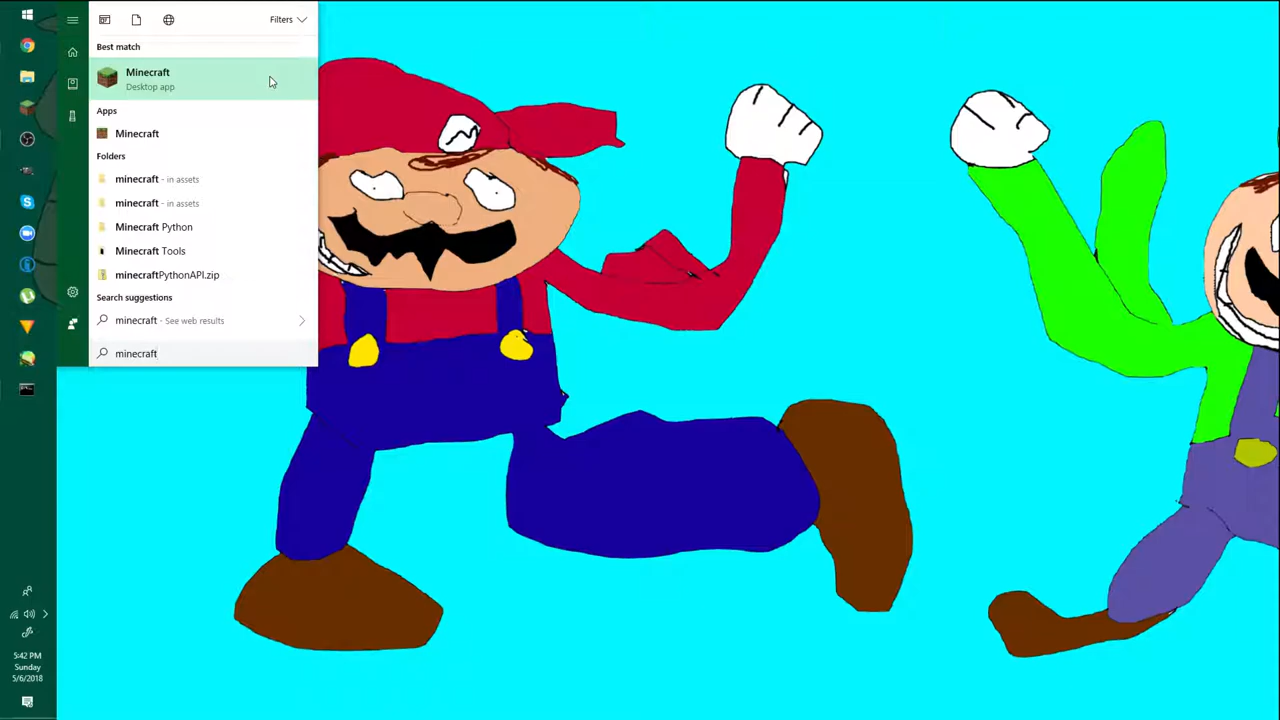 Filters
Best match
Minecraft
Desktop app
Apps
Minecraft
Folders
minecraft - in assets
minecraft - in assets
Minecraft Python
Minecraft Tools
minecraftPythonAPI.zip
Search suggestions
minecraft - See web results
minecraft
5:42 PM
Sunday
5/6/2018